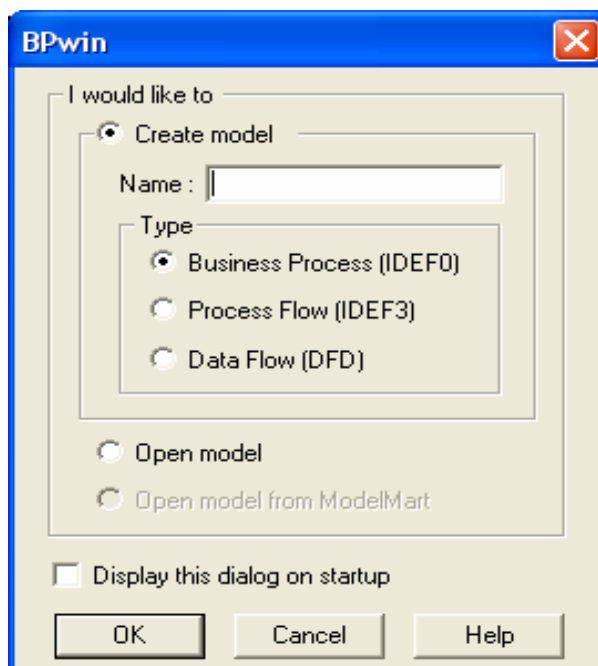 BPwin
I would like to
Create model
Name :
Type
Business Process (IDEF0)
Process Flow (IDEF3)
Data Flow (DFD)
Open model
Open model from ModelMart
Display this dialog on startup
OK Cancel Help